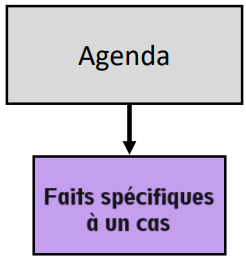 Agenda
Faits spécifiques
à un cas